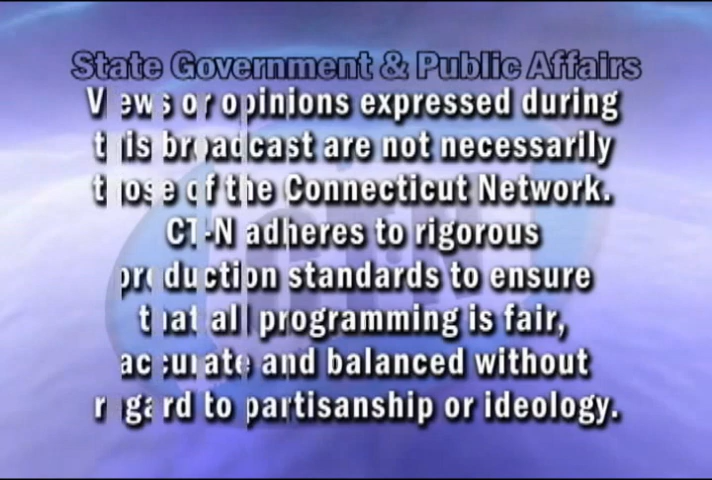 State Government & Public Affairs
Views or opinions expressed during
this broadcast are not necessarily
those of the Connecticut Network.
CT-N adheres to rigorous
production standards to ensure
that all programming is fair,
accurate and balanced without
regard to partisanship or ideology.